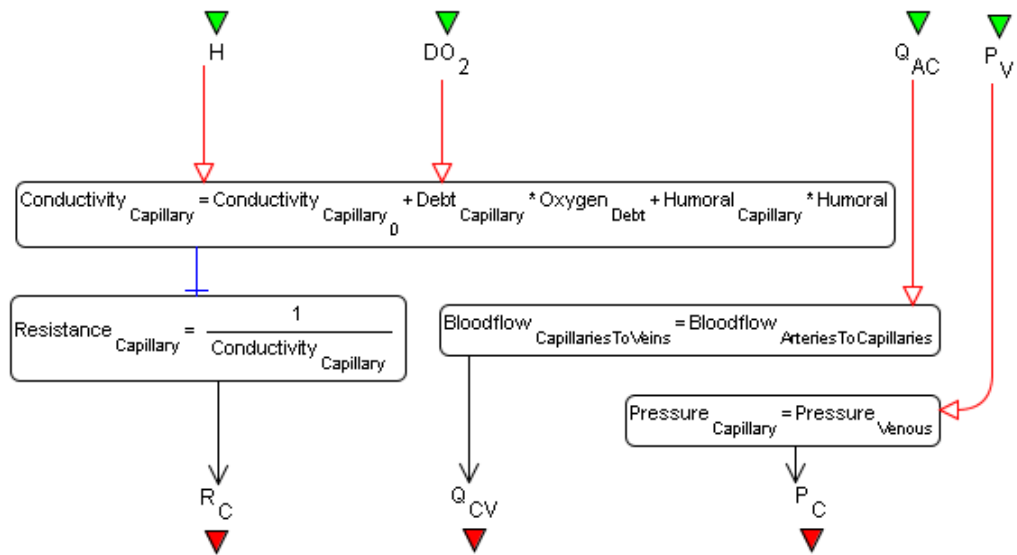 H DO2 QAC PV
ConductivityCapillary = ConductivityCapillary0 + DebtCapillary * OxygenDebt + HumoralCapillary * Humoral
ResistanceCapillary = 1 / ConductivityCapillary
BloodflowCapillariesToVeins = BloodflowArteriesToCapillaries
PressureCapillary = PressureVenous
RC QCV PC